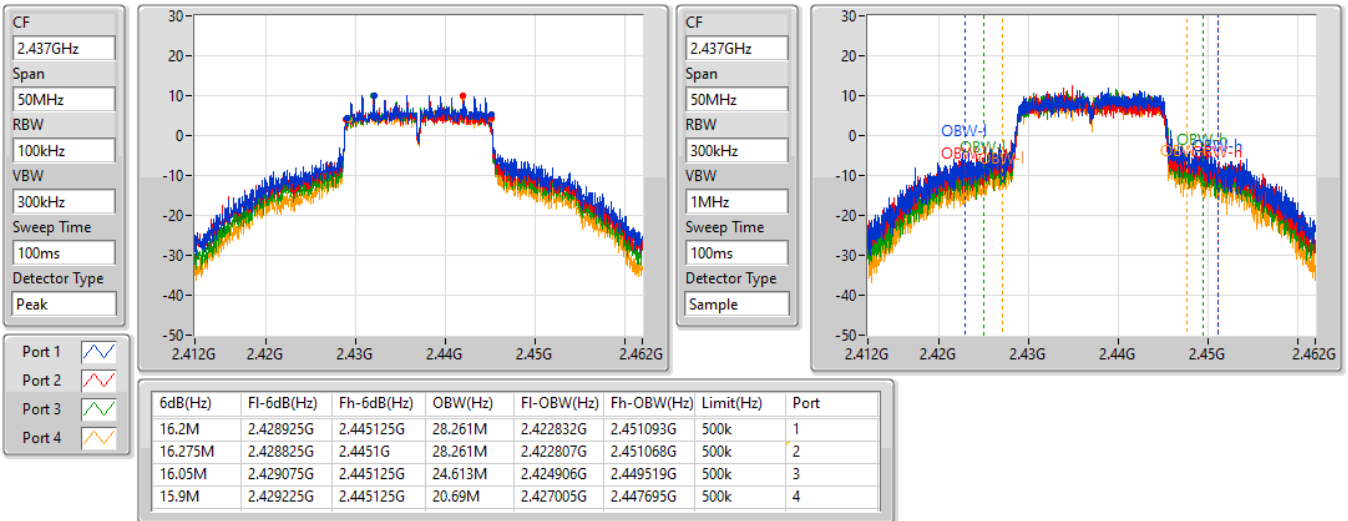 CF
2.437GHz
Span
50MHz
RBW
100kHz
VBW
300kHz
Sweep Time
100ms
Detector Type
Peak
30
20
10
0
-10
-20
-30
-40
-50
2.412G 2.42G 2.43G 2.44G 2.45G 2.462G
CF
2.437GHz
Span
50MHz
RBW
300kHz
VBW
1MHz
Sweep Time
100ms
Detector Type
Sample
30
20
10
0
-10
-20
-30
-40
-50
OBW-l
2.412G 2.42G 2.43G 2.44G 2.45G 2.462G
Port 1
Port 2
Port 3
Port 4
6dB(Hz) Fl-6dB(Hz) Fh-6dB(Hz) OBW(Hz) Fl-OBW(Hz) Fh-OBW(Hz) Limit(Hz) Port
16.2M 2.428925G 2.445125G 28.261M 2.422832G 2.451093G 500k 1
16.275M 2.428825G 2.4451G 28.261M 2.422807G 2.451068G 500k 2
16.05M 2.429075G 2.445125G 24.613M 2.424906G 2.449519G 500k 3
15.9M 2.429225G 2.445125G 20.69M 2.427005G 2.447695G 500k 4